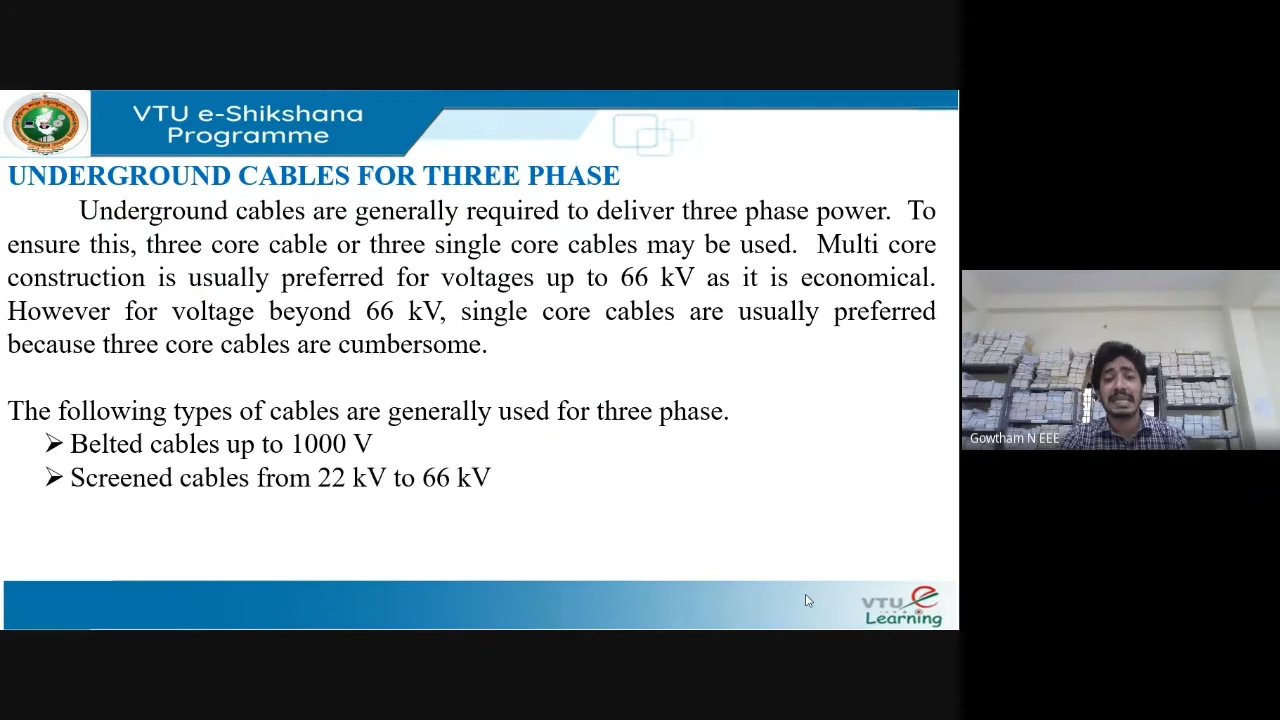 VTU e-Shikshana
Programme
UNDERGROUND CABLES FOR THREE PHASE
Underground cables are generally required to deliver three phase power. To
ensure this, three core cable or three single core cables may be used. Multi core
construction is usually preferred for voltages up to 66 kV as it is economical.
However for voltage beyond 66 kV, single core cables are usually preferred
because three core cables are cumbersome.
The following types of cables are generally used for three phase.
➢ Belted cables up to 1000 V
➢ Screened cables from 22 kV to 66 kV
Gowtham N EEE
VTU e
Learning